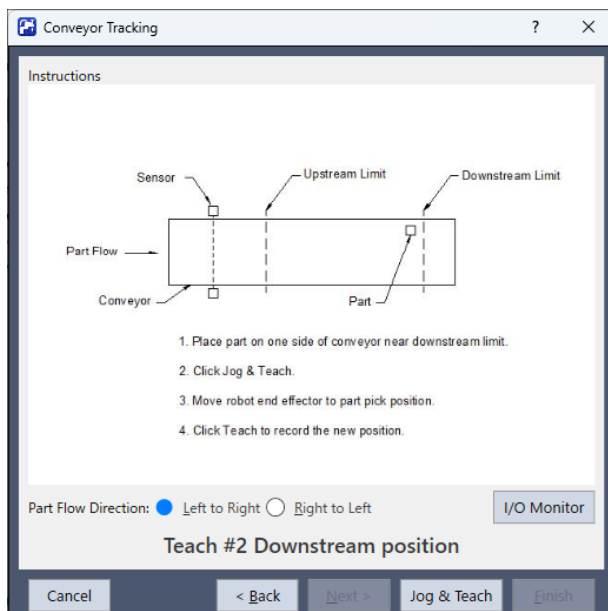 Conveyor Tracking
Instructions
Sensor
Upstream Limit
Downstream Limit
Part Flow
Conveyor
Part
1. Place part on one side of conveyor near downstream limit.
2. Click Jog & Teach.
3. Move robot end effector to part pick position.
4. Click Teach to record the new position.
Part Flow Direction: Left to Right Right to Left I/O Monitor
Teach #2 Downstream position
Cancel < Back Next > Jog & Teach Finish